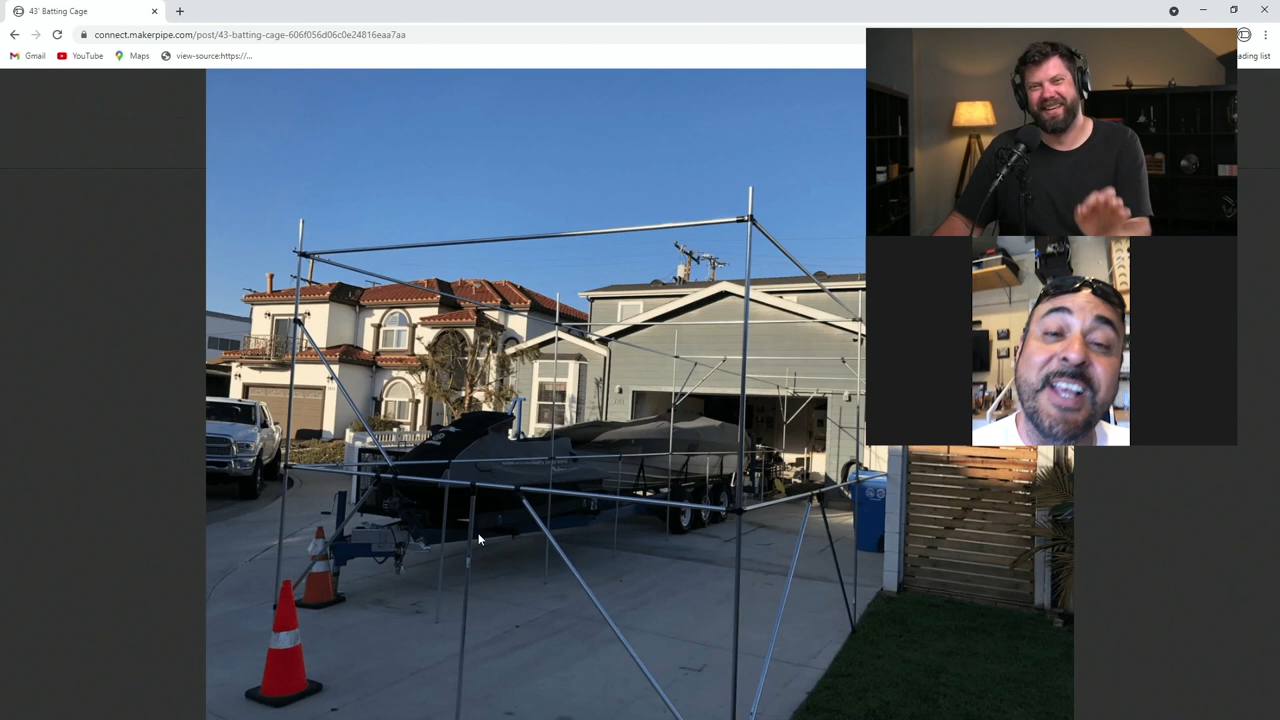 43' Batting Cage
connect.makerpipe.com/post/43-batting-cage-606f056d06c0e24816eaa7aa
Gmail
YouTube
Maps
view-source:https://...
ading list